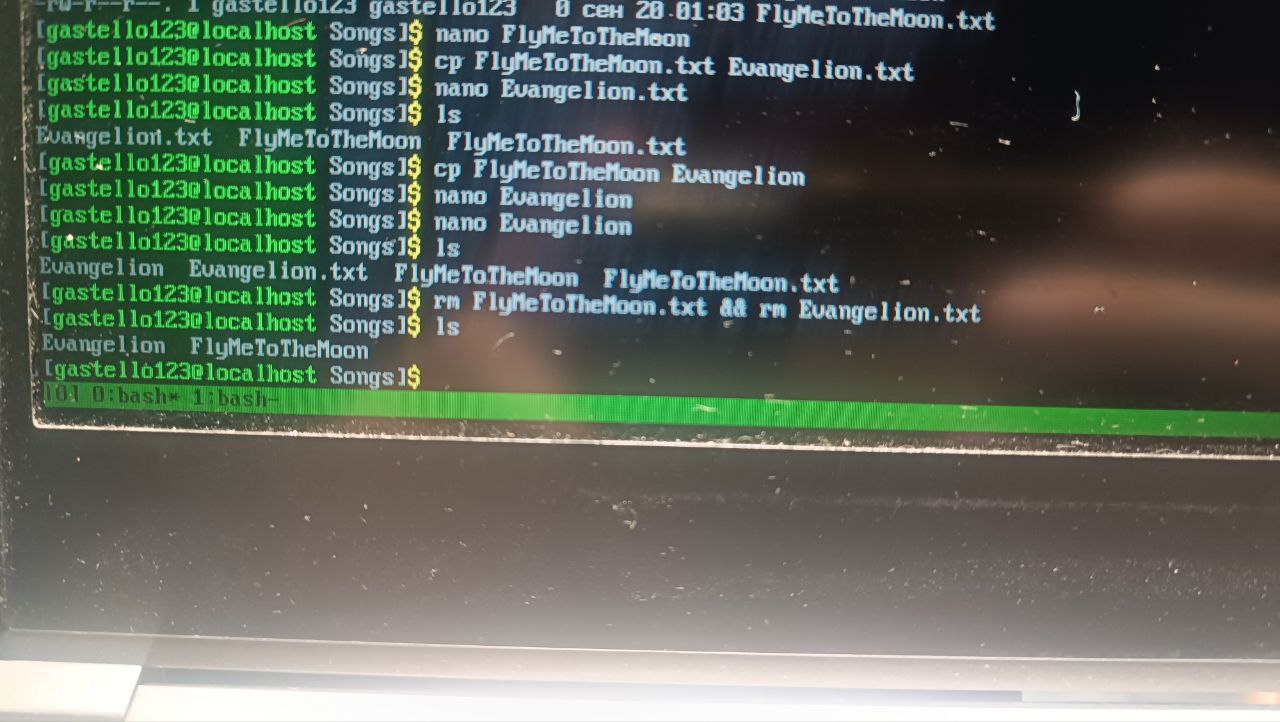 -rw-r--r--. 1 gastello123 gastello123 0 сен 20 01:03 FlyMeToTheMoon.txt
[gastello123@localhost Songs]$ nano FlyMeToTheMoon
[gastello123@localhost Songs]$ cp FlyMeToTheMoon.txt Evangelion.txt
[gastello123@localhost Songs]$ nano Evangelion.txt
[gastello123@localhost Songs]$ ls
Evangelion.txt FlyMeToTheMoon FlyMeToTheMoon.txt
[gastello123@localhost Songs]$ cp FlyMeToTheMoon Evangelion
[gastello123@localhost Songs]$ nano Evangelion
[gastello123@localhost Songs]$ nano Evangelion
[gastello123@localhost Songs]$ ls
Evangelion Evangelion.txt FlyMeToTheMoon FlyMeToTheMoon.txt
[gastello123@localhost Songs]$ rm FlyMeToTheMoon.txt && rm Evangelion.txt
[gastello123@localhost Songs]$ ls
Evangelion FlyMeToTheMoon
[gastello123@localhost Songs]$
[0] 0:bash* 1:bash-